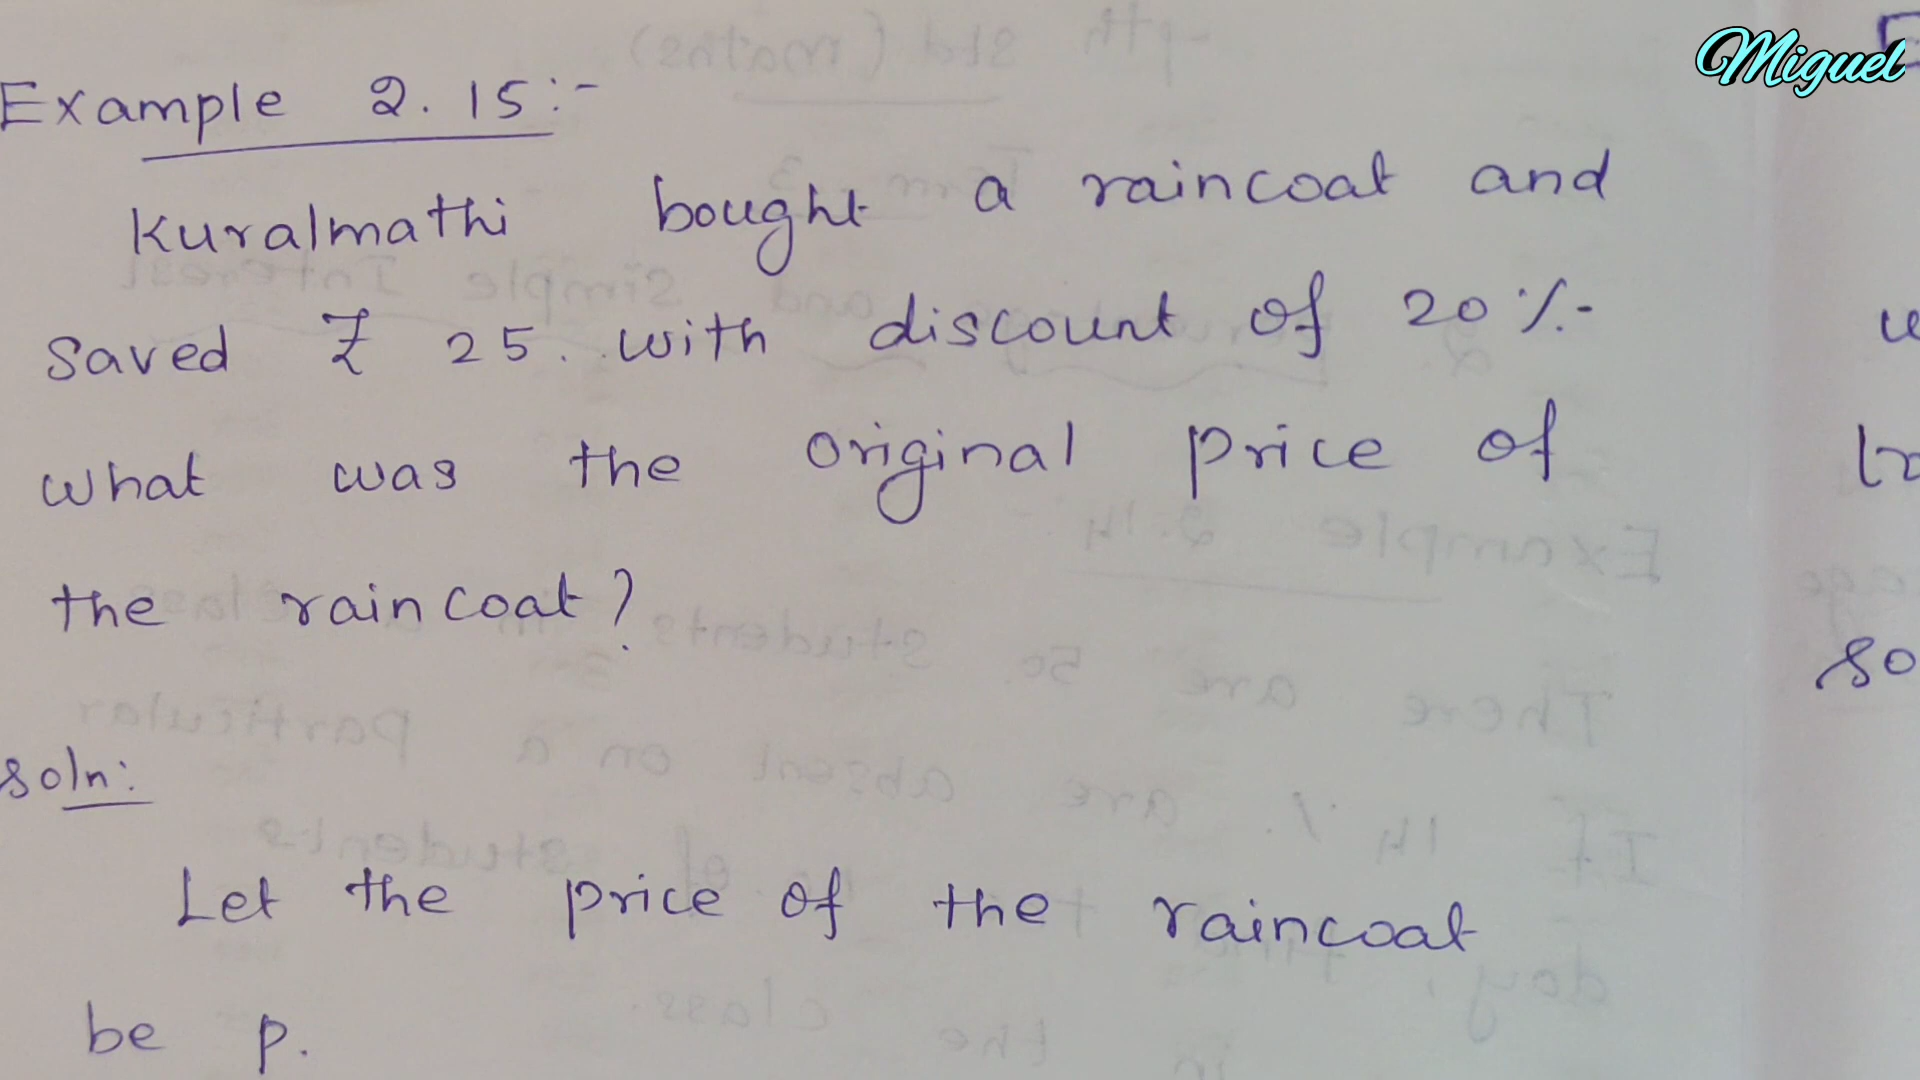 Miguel
Example 2.15:-
Kuralmathi bought a raincoat and
saved ₹ 25. with discount of 20%.
what was the original price of
the raincoat?
soln:
Let the price of the raincoat
be p.